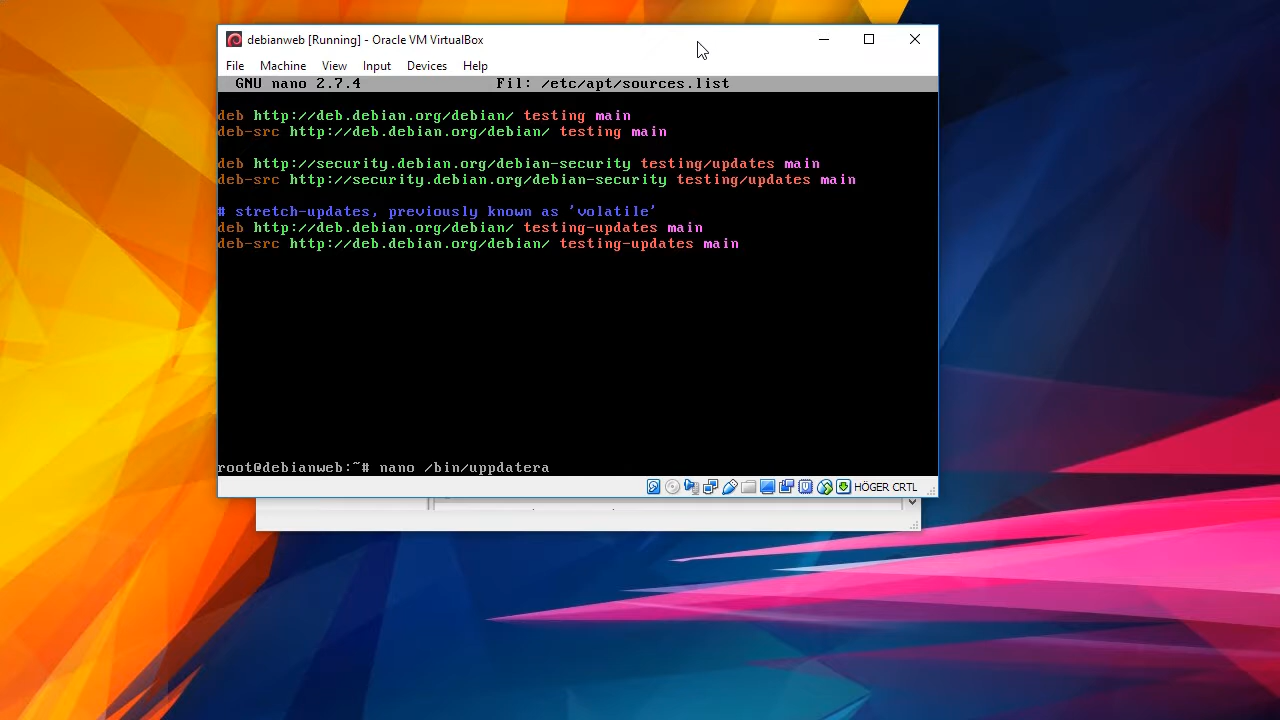 debianweb [Running] - Oracle VM VirtualBox
File Machine View Input Devices Help
GNU nano 2.7.4 Fil: /etc/apt/sources.list
deb http://deb.debian.org/debian/ testing main
deb-src http://deb.debian.org/debian/ testing main
deb http://security.debian.org/debian-security testing/updates main
deb-src http://security.debian.org/debian-security testing/updates main
# stretch-updates, previously known as 'volatile'
deb http://deb.debian.org/debian/ testing-updates main
deb-src http://deb.debian.org/debian/ testing-updates main
root@debianweb:~# nano /bin/uppdatera
HÖGER CRTL